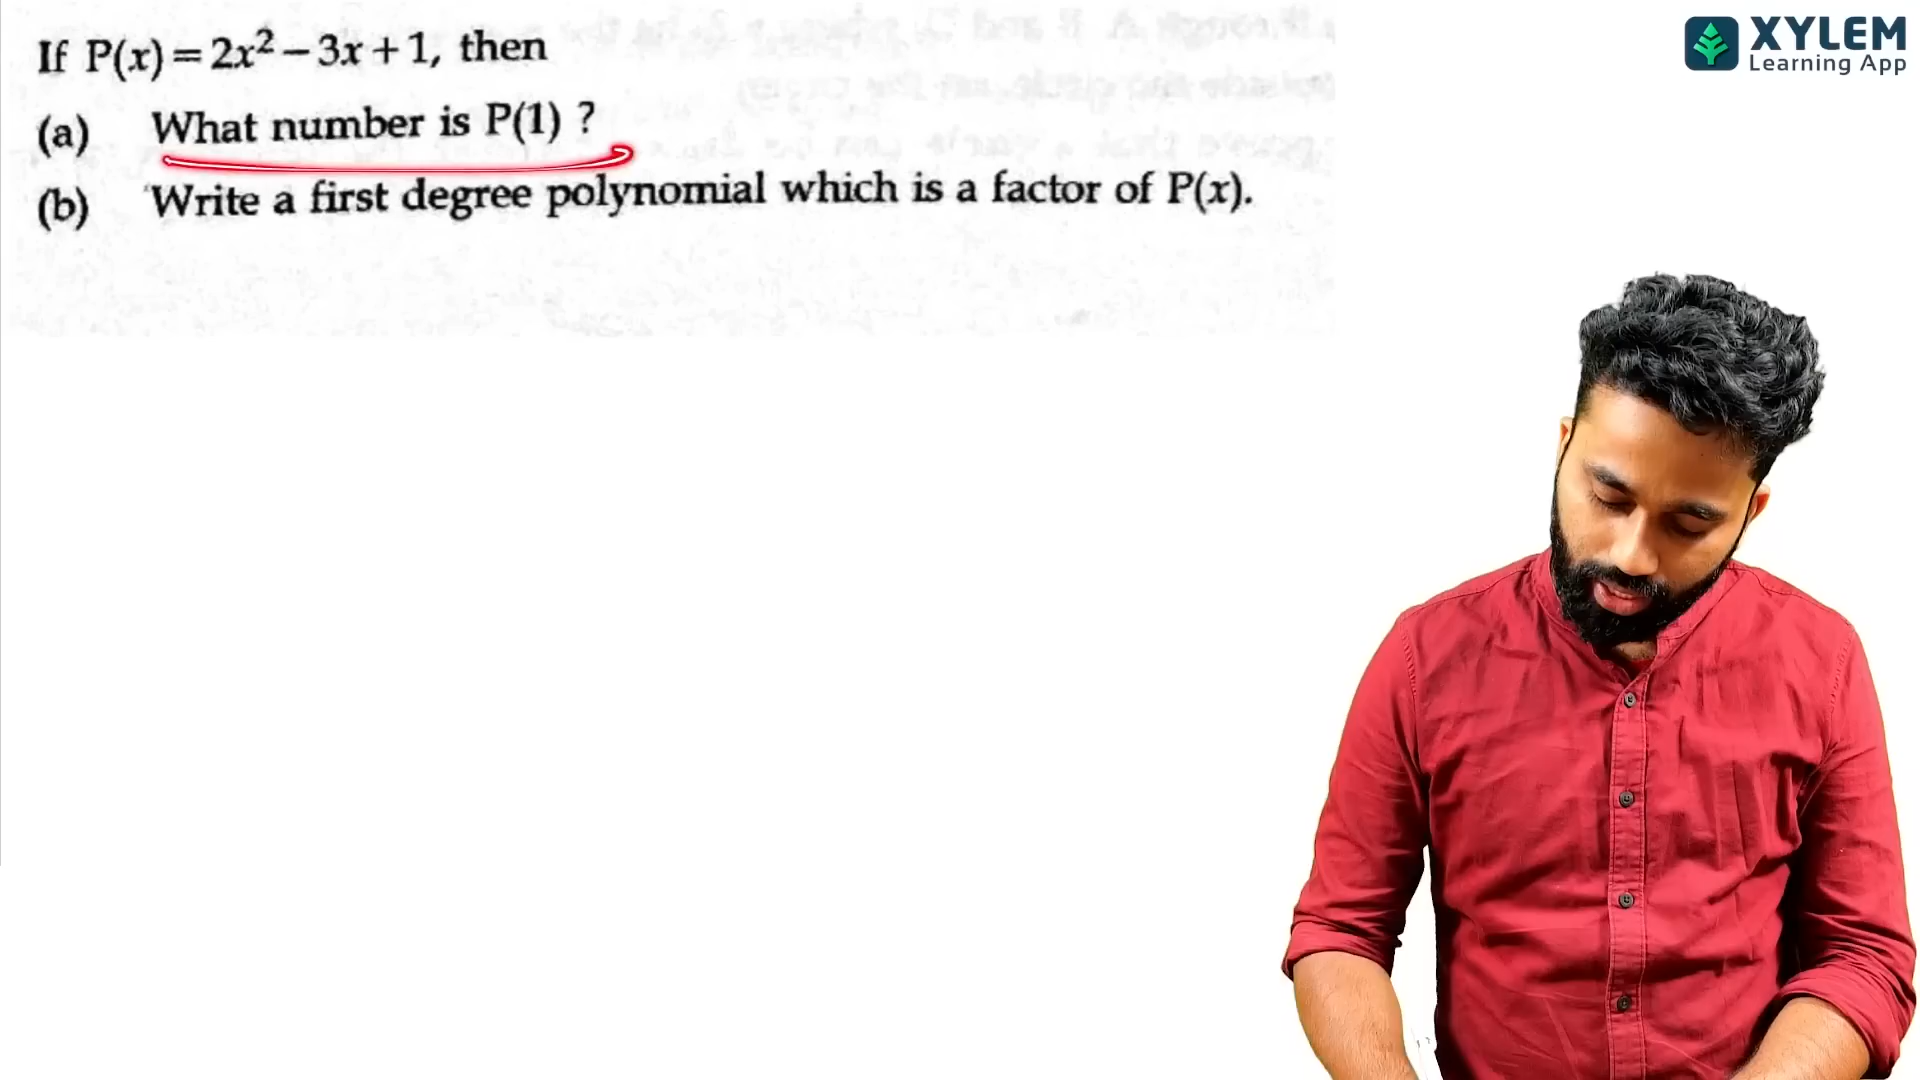 If P(x)=2x²−3x+1, then
(a) What number is P(1) ?
(b) Write a first degree polynomial which is a factor of P(x).
XYLEM
Learning App